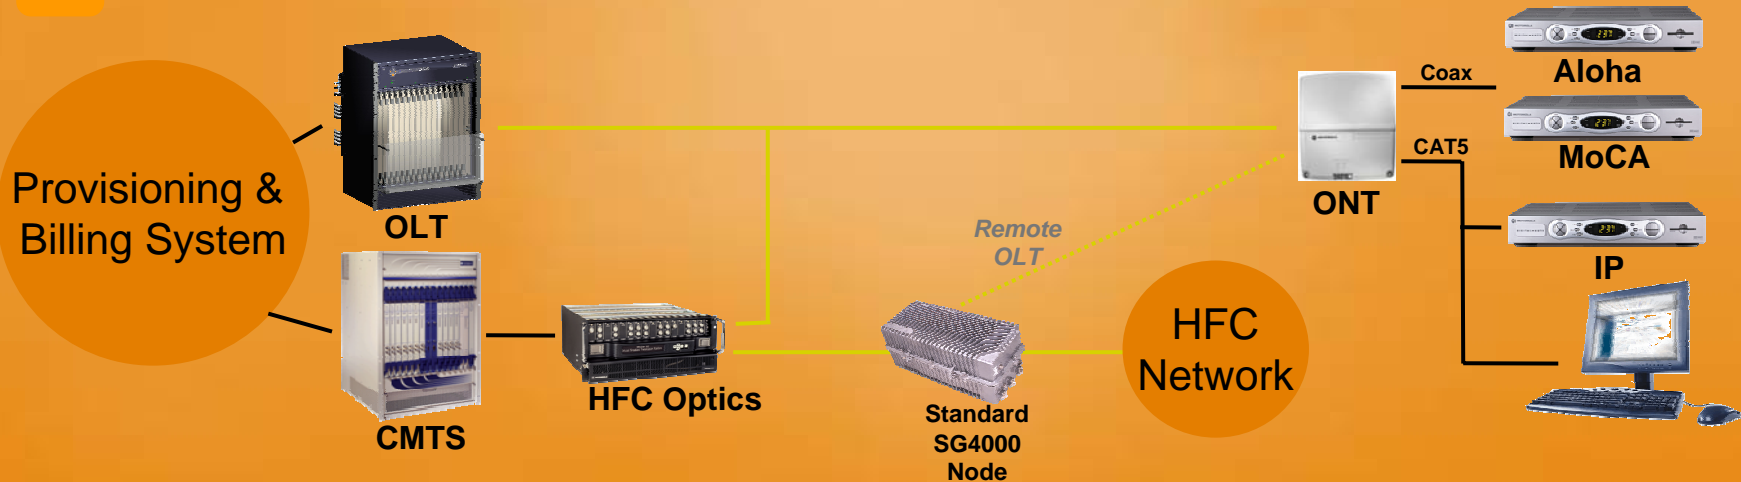 Provisioning &
Billing System
OLT
CMTS
HFC Optics
Remote
OLT
Standard
SG4000
Node
HFC
Network
ONT
Coax
CAT5
Aloha
MoCA
IP